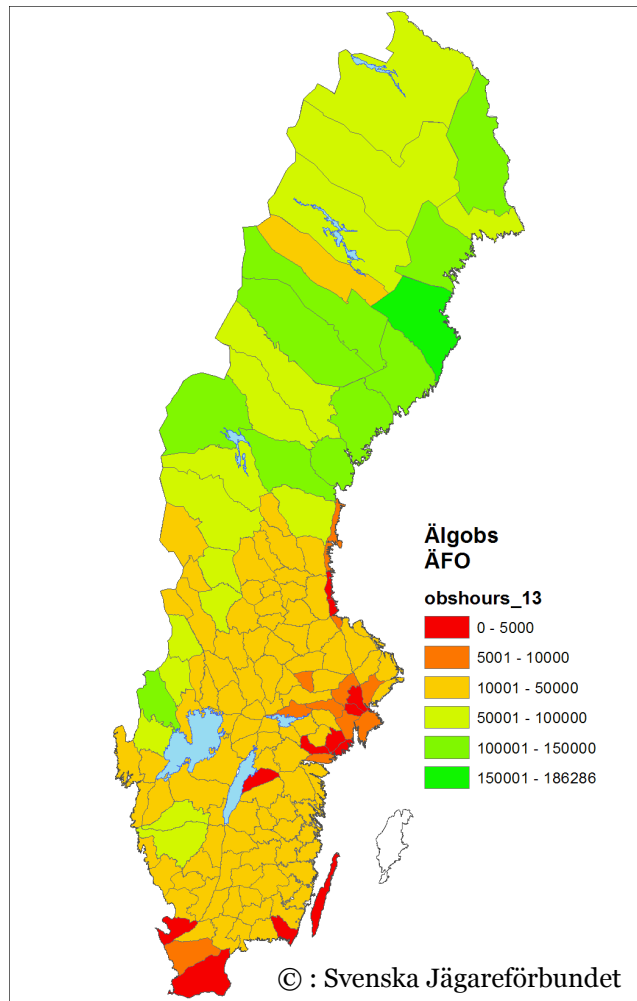 Älgobs
ÄFO
obshours_13
0 - 5000
5001 - 10000
10001 - 50000
50001 - 100000
100001 - 150000
150001 - 186286
© : Svenska Jägareförbundet